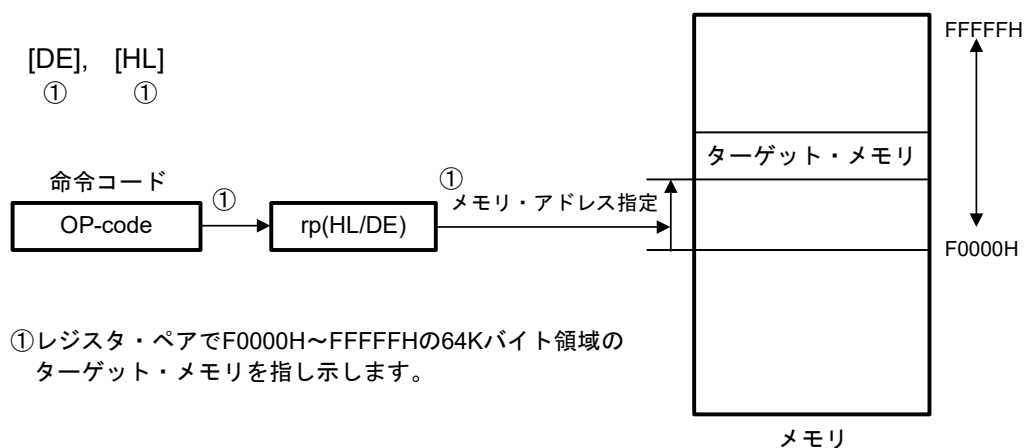 FFFFFH
[DE], [HL]
① ①
ターゲット・メモリ
命令コード
①
①
メモリ・アドレス指定
OP-code
rp(HL/DE)
F0000H
①レジスタ・ペアでF0000H～FFFFFHの64Kバイト領域の
ターゲット・メモリを指し示します。
メモリ